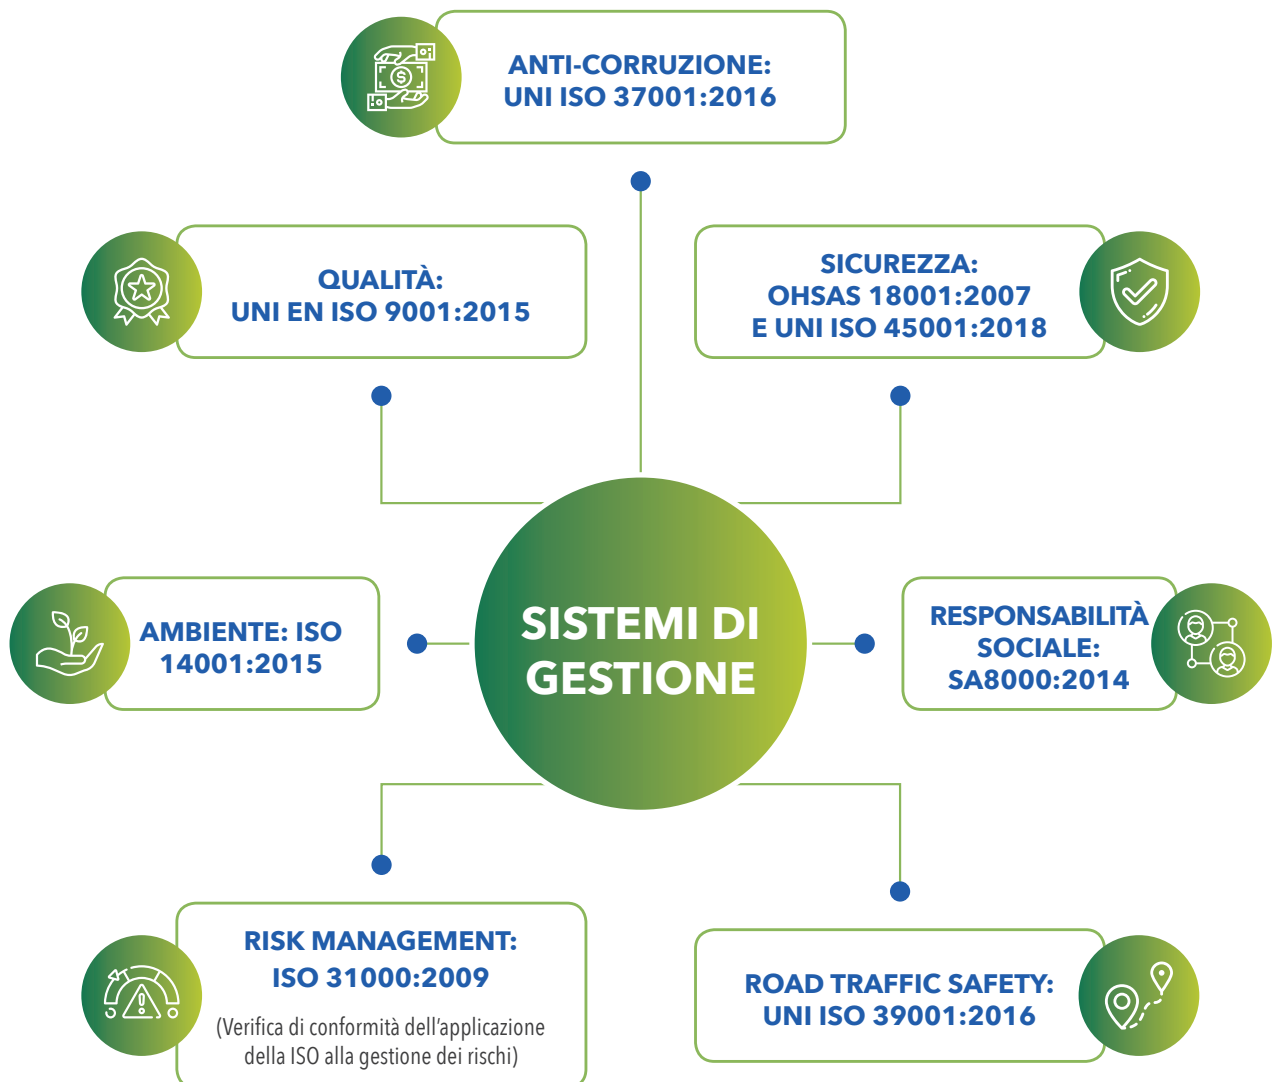 ANTI-CORRUZIONE:
UNI ISO 37001:2016
QUALITÀ:
UNI EN ISO 9001:2015
SICUREZZA:
OHSAS 18001:2007
E UNI ISO 45001:2018
AMBIENTE: ISO
14001:2015
SISTEMI DI
GESTIONE
RESPONSABILITÀ
SOCIALE:
SA8000:2014
RISK MANAGEMENT:
ISO 31000:2009
(Verifica di conformità dell'applicazione
della ISO alla gestione dei rischi)
ROAD TRAFFIC SAFETY:
UNI ISO 39001:2016